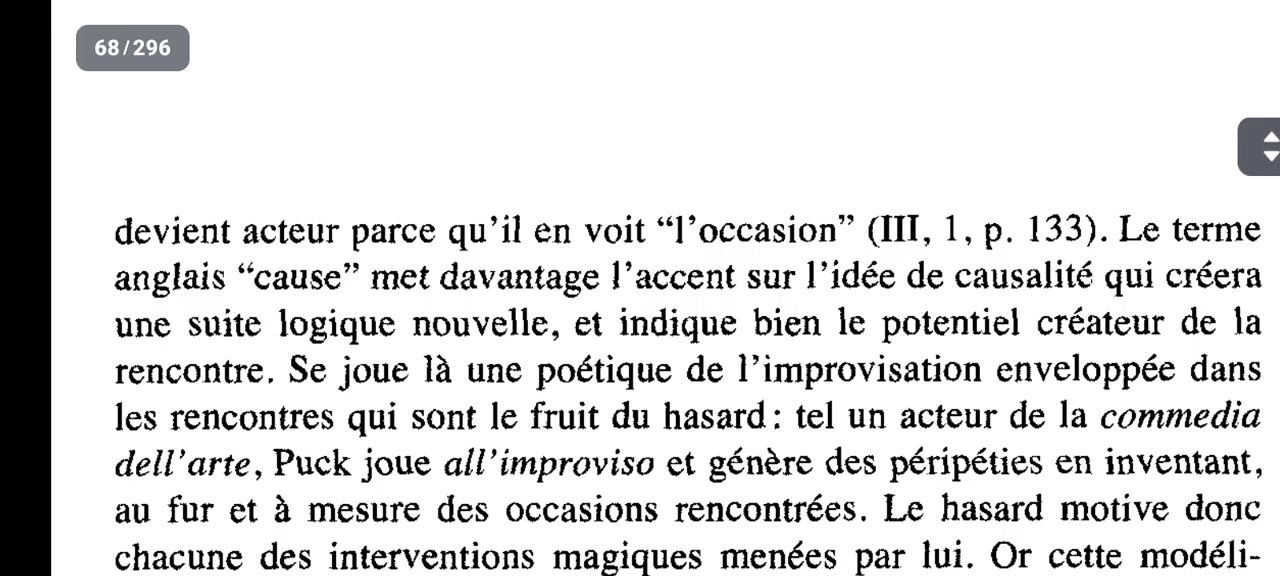 68/296
devient acteur parce qu’il en voit “l’occasion” (III, 1, p. 133). Le terme
anglais “cause” met davantage l’accent sur l’idée de causalité qui créera
une suite logique nouvelle, et indique bien le potentiel créateur de la
rencontre. Se joue là une poétique de l’improvisation enveloppée dans
les rencontres qui sont le fruit du hasard : tel un acteur de la commedia
dell’arte, Puck joue all’improviso et génère des péripéties en inventant,
au fur et à mesure des occasions rencontrées. Le hasard motive donc
chacune des interventions magiques menées par lui. Or cette modéli-